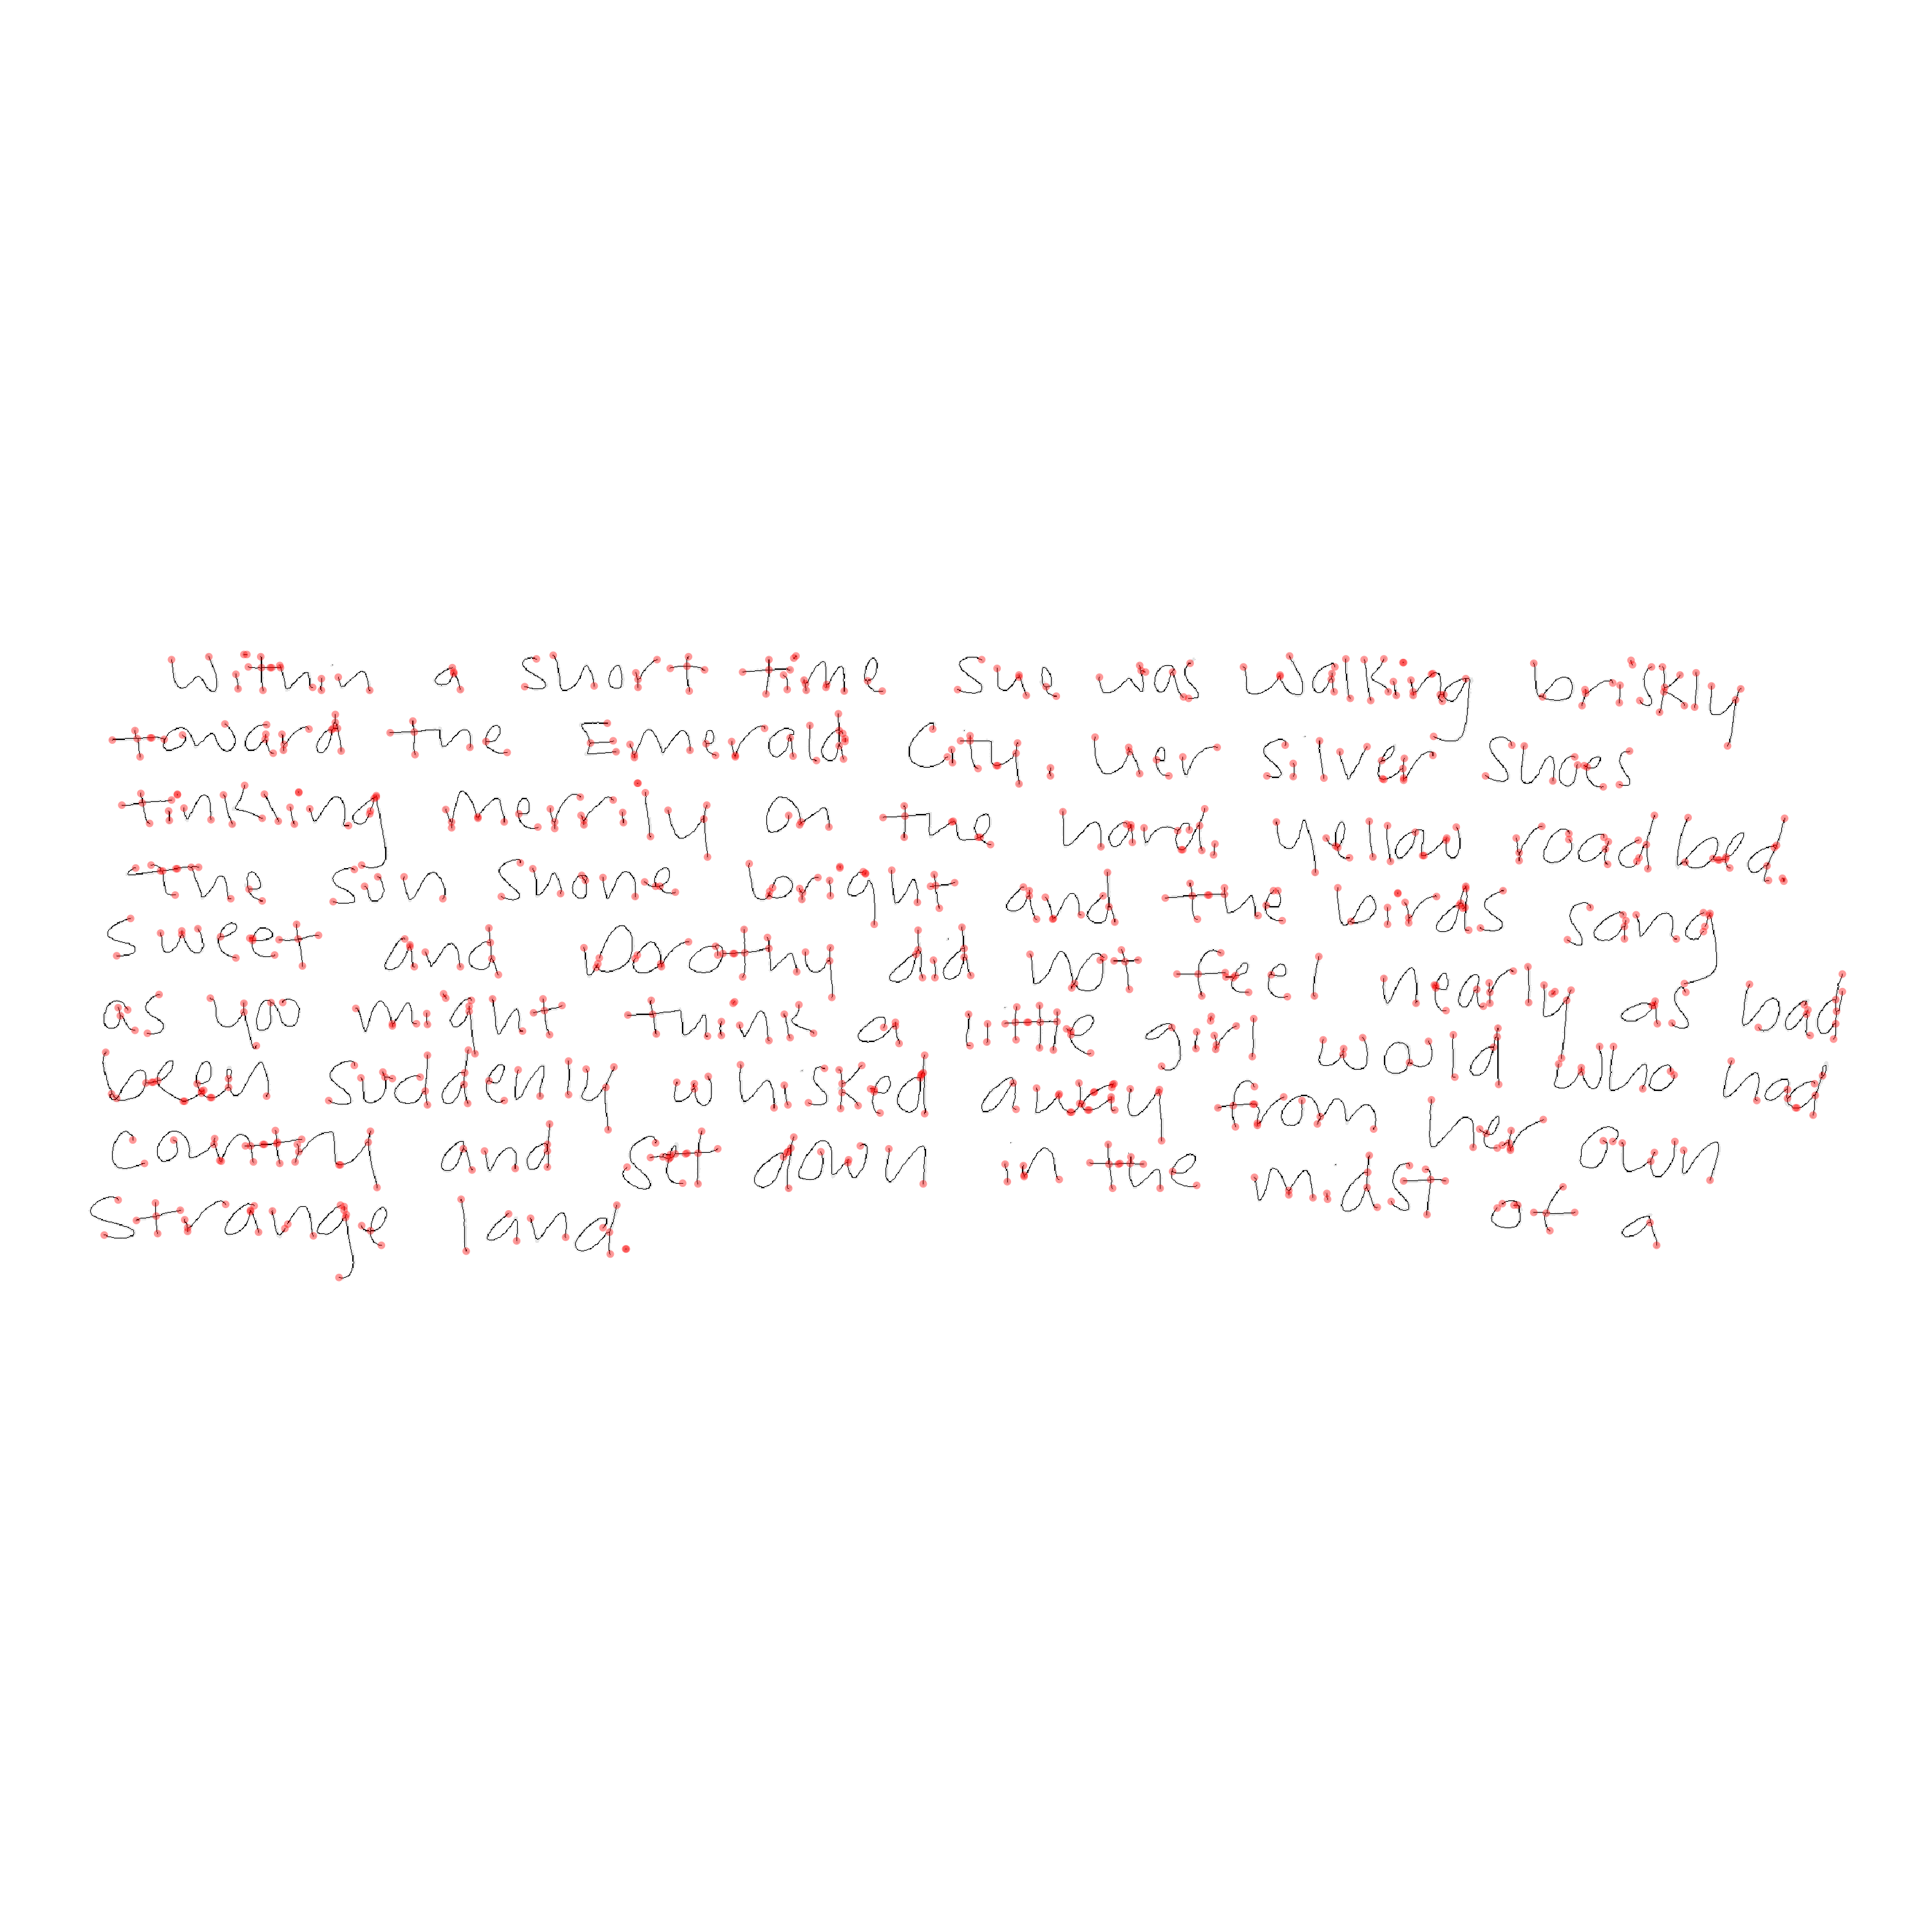 Within a short time she was walking briskly
toward the Emerald City, her silver shoes
tinkling merrily on the hard, yellow roadbed.
the sun shone bright and the birds sang
sweet and Dorothy did not feel nearly as bad
as you might think a little girl would who had
been suddenly whisked away from her own
country and set down in the midst of a
strange land.